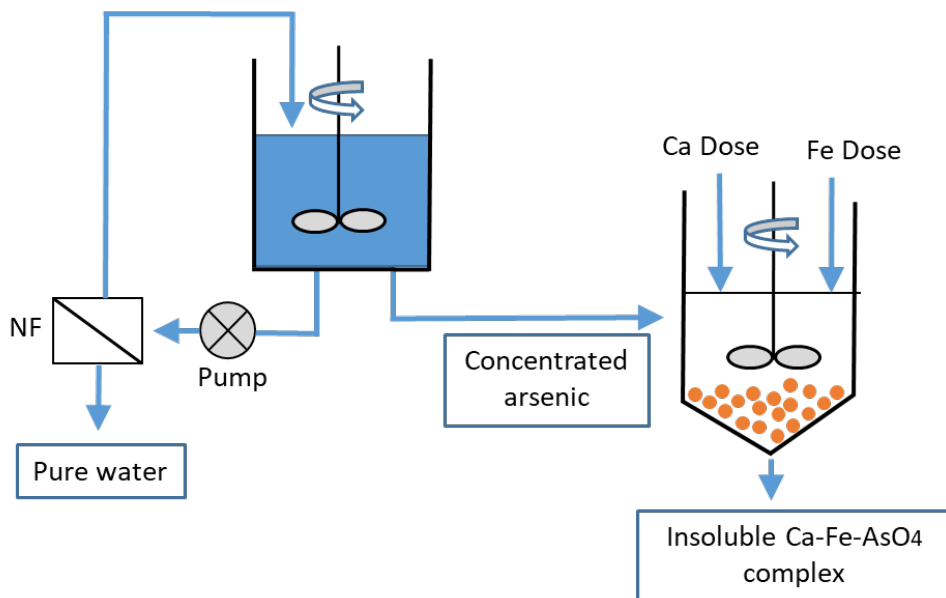 Ca Dose
Fe Dose
NF
Pump
Concentrated
arsenic
Pure water
Insoluble Ca-Fe-AsO4
complex